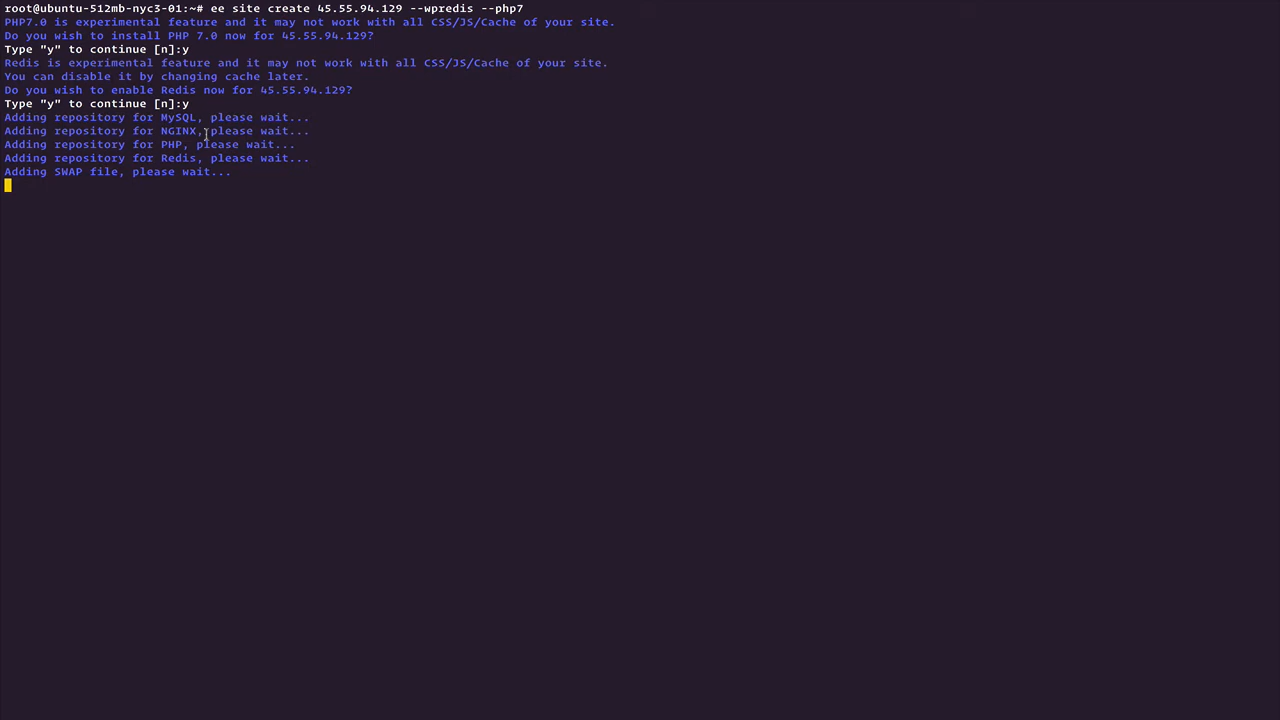 root@ubuntu-512mb-nyc3-01:~# ee site create 45.55.94.129 --wpredis --php7
PHP7.0 is experimental feature and it may not work with all CSS/JS/Cache of your site.
Do you wish to install PHP 7.0 now for 45.55.94.129?
Type "y" to continue [n]:y
Redis is experimental feature and it may not work with all CSS/JS/Cache of your site.
You can disable it by changing cache later.
Do you wish to enable Redis now for 45.55.94.129?
Type "y" to continue [n]:y
Adding repository for MySQL, please wait...
Adding repository for NGINX, please wait...
Adding repository for PHP, please wait...
Adding repository for Redis, please wait...
Adding SWAP file, please wait...